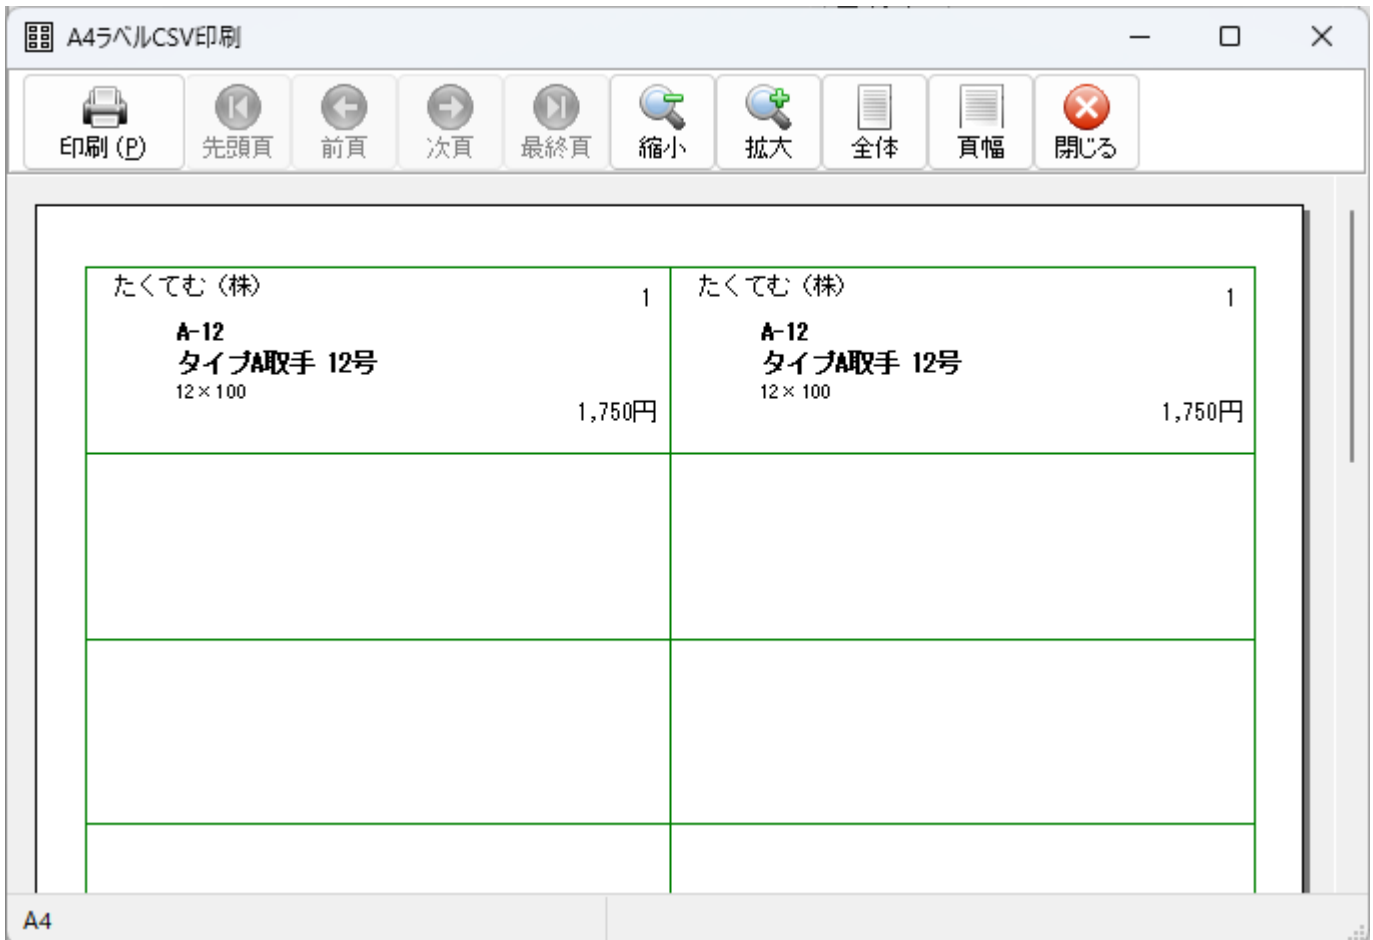 A4ラベルCSV印刷
印刷(P)
先頭頁
前頁
次頁
最終頁
縮小
拡大
全体
頁幅
閉じる
たくてむ(株)
1
A-12
タイプA取手 12号
12×100
1,750円
たくてむ(株)
1
A-12
タイプA取手 12号
12×100
1,750円
A4